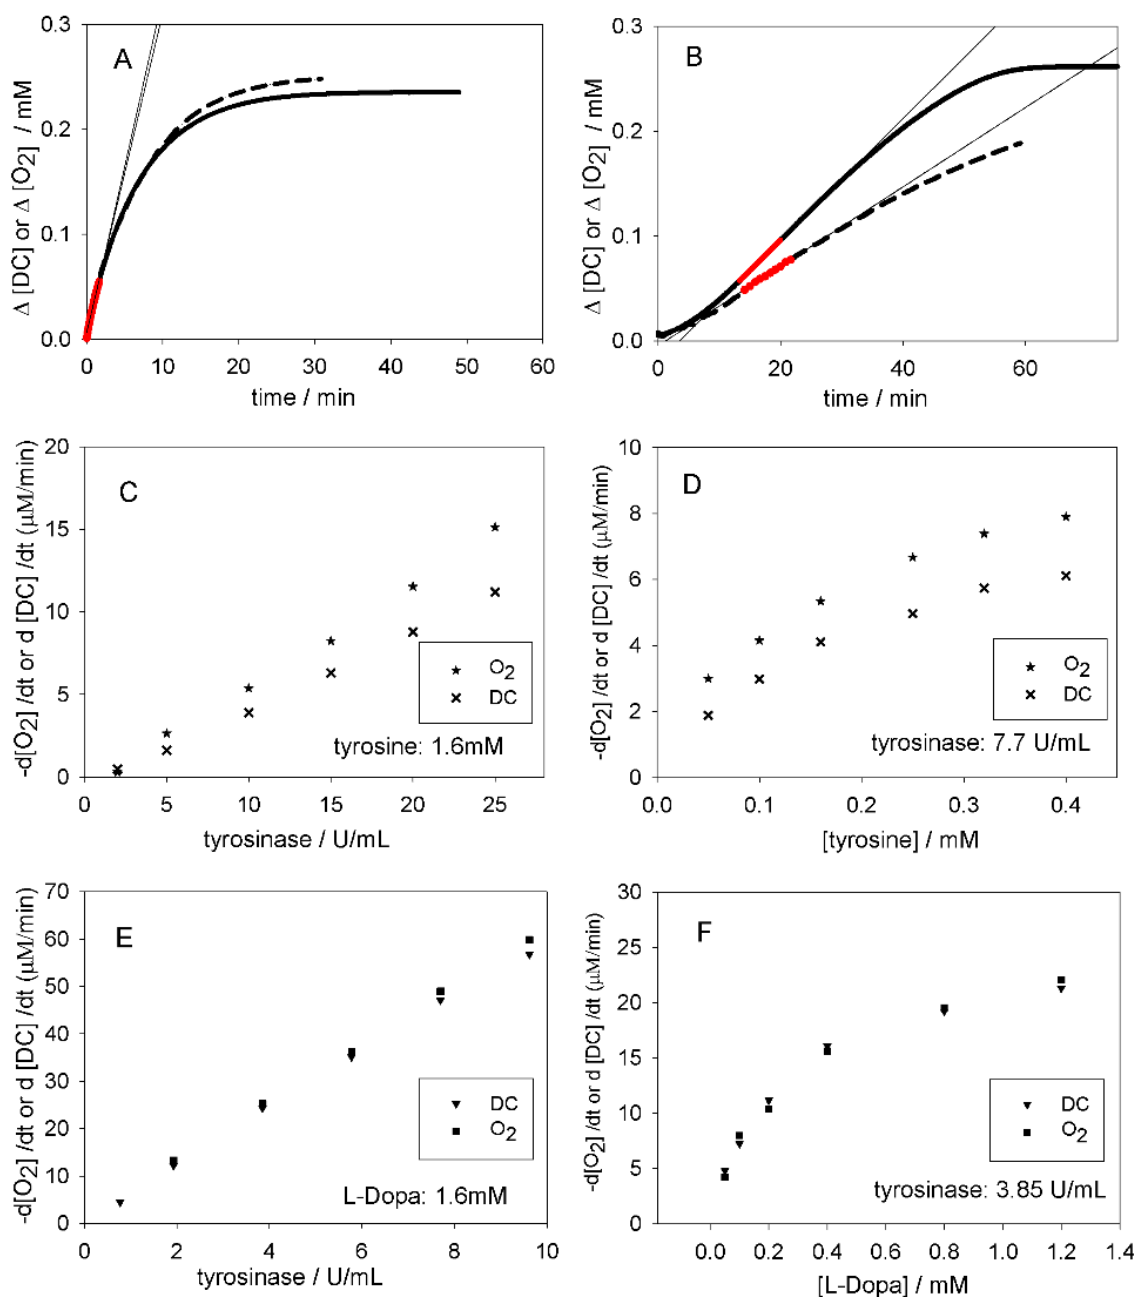 A
Δ [DC] or Δ [O2] / mM
0.3
0.2
0.1
0.0
0 10 20 30 40 50 60
time / min
B
Δ [DC] or Δ [O2] / mM
0.3
0.2
0.1
0.0
0 20 40 60
time / min
C
-d[O2] /dt or d [DC] /dt (μM/min)
20
15
10
5
0
O2
DC
tyrosine: 1.6mM
0 5 10 15 20 25
tyrosinase / U/mL
D
-d[O2] /dt or d [DC] /dt (μM/min)
10
8
6
4
2
0
O2
DC
tyrosinase: 7.7 U/mL
0.0 0.1 0.2 0.3 0.4
[tyrosine] / mM
E
-d[O2] /dt or d [DC] /dt (μM/min)
70
60
50
40
30
20
10
0
DC
O2
L-Dopa: 1.6mM
0 2 4 6 8 10
tyrosinase / U/mL
F
-d[O2] /dt or d [DC] /dt (μM/min)
30
25
20
15
10
5
0
DC
O2
tyrosinase: 3.85 U/mL
0.0 0.2 0.4 0.6 0.8 1.0 1.2 1.4
[L-Dopa] / mM